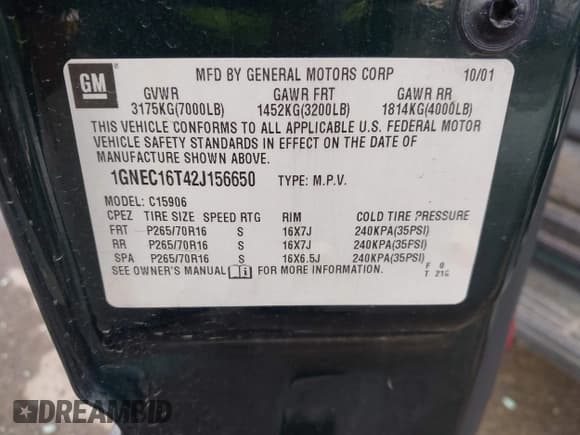 GM
MFD BY GENERAL MOTORS CORP 10/01
GVWR GAWR FRT GAWR RR
3175KG(7000LB) 1452KG(3200LB) 1814KG(4000LB)
THIS VEHICLE CONFORMS TO ALL APPLICABLE U.S. FEDERAL MOTOR
VEHICLE SAFETY STANDARDS IN EFFECT ON THE DATE OF
MANUFACTURE SHOWN ABOVE.
1GNEC16T42J156650 TYPE: M.P.V.
MODEL: C15906
CPEZ TIRE SIZE SPEED RTG RIM COLD TIRE PRESSURE
FRT P265/70R16 S 16X7J 240KPA(35PSI)
RR P265/70R16 S 16X7J 240KPA(35PSI)
SPA P265/70R16 S 16X6.5J 240KPA(35PSI)
SEE OWNER'S MANUAL FOR MORE INFORMATION.
F 0
T 21G
DREAMBID